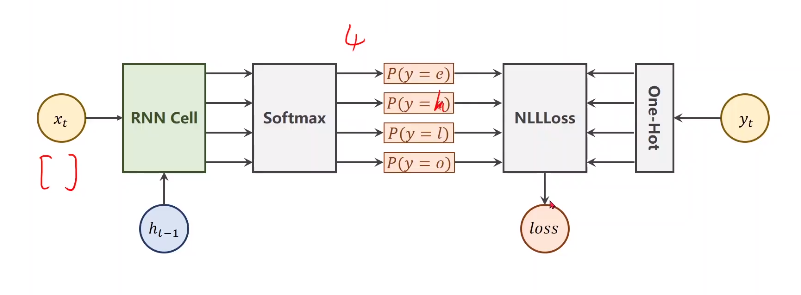 4
x_t
RNN Cell
Softmax
P(y = e)
P(y = h)
P(y = l)
P(y = o)
NLLLoss
One-Hot
y_t
[ ]
h_{t-1}
loss